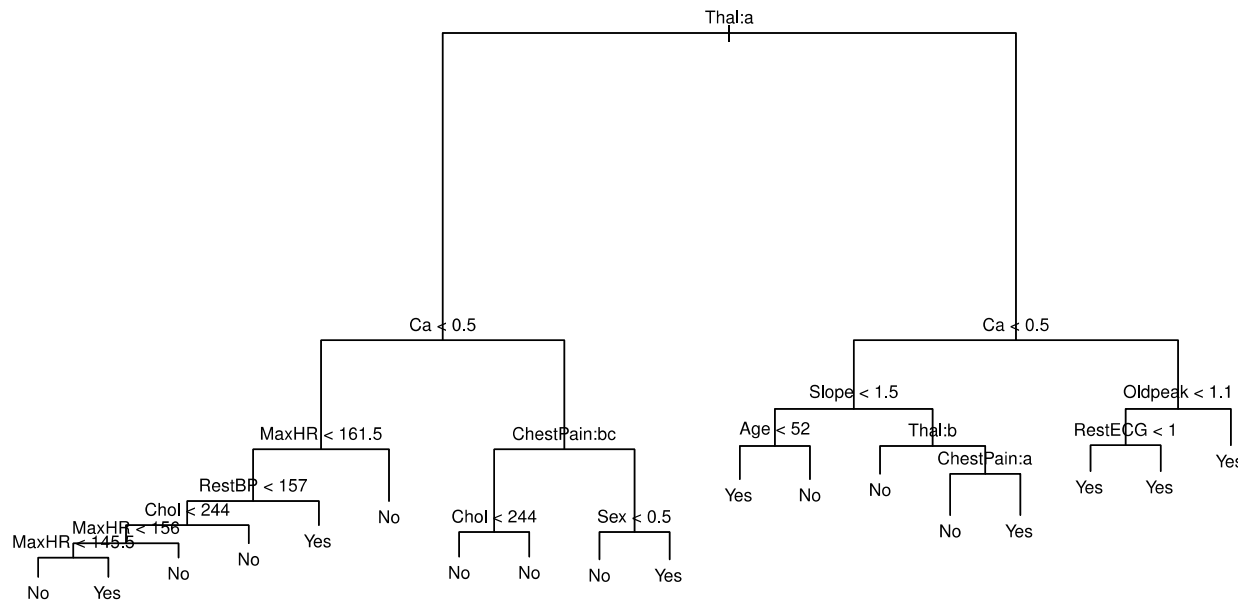 Thal:a
Ca < 0.5
Ca < 0.5
Slope < 1.5
Oldpeak < 1.1
MaxHR < 161.5
ChestPain:bc
Age < 52
Thal:b
RestECG < 1
ChestPain:a
Yes
RestBP < 157
Yes
No
No
Yes
Yes
Chol < 244
No
Chol < 244
Sex < 0.5
No
Yes
MaxHR < 156
Yes
MaxHR < 145.5
No
No
No
No
No
Yes
No
Yes